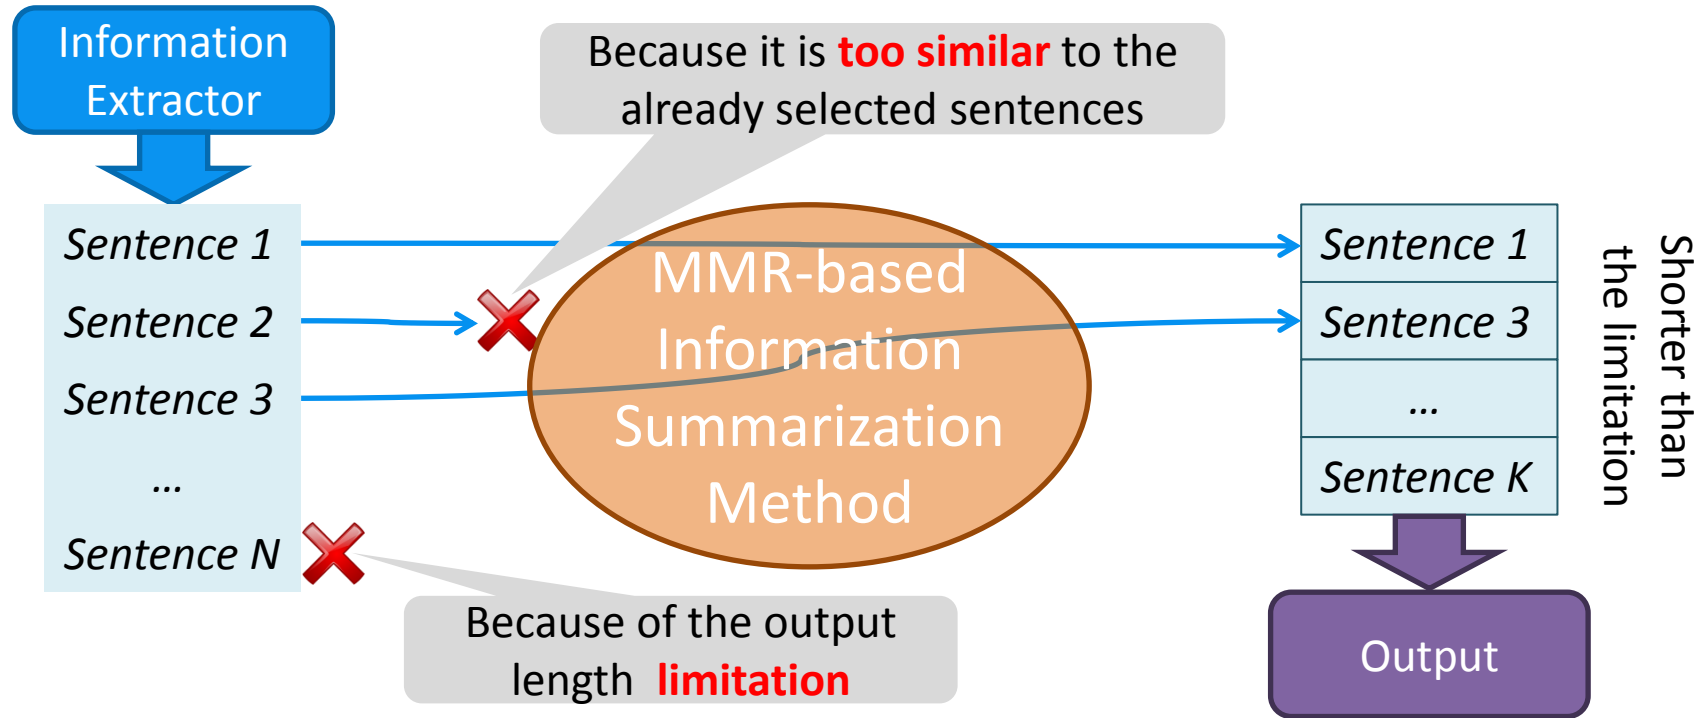 Information
Extractor
Because it is too similar to the
already selected sentences
Sentence 1
Sentence 2
Sentence 3
...
Sentence N
MMR-based
Information
Summarization
Method
Because of the output
length limitation
Sentence 1
Sentence 3
...
Sentence K
Shorter than
the limitation
Output